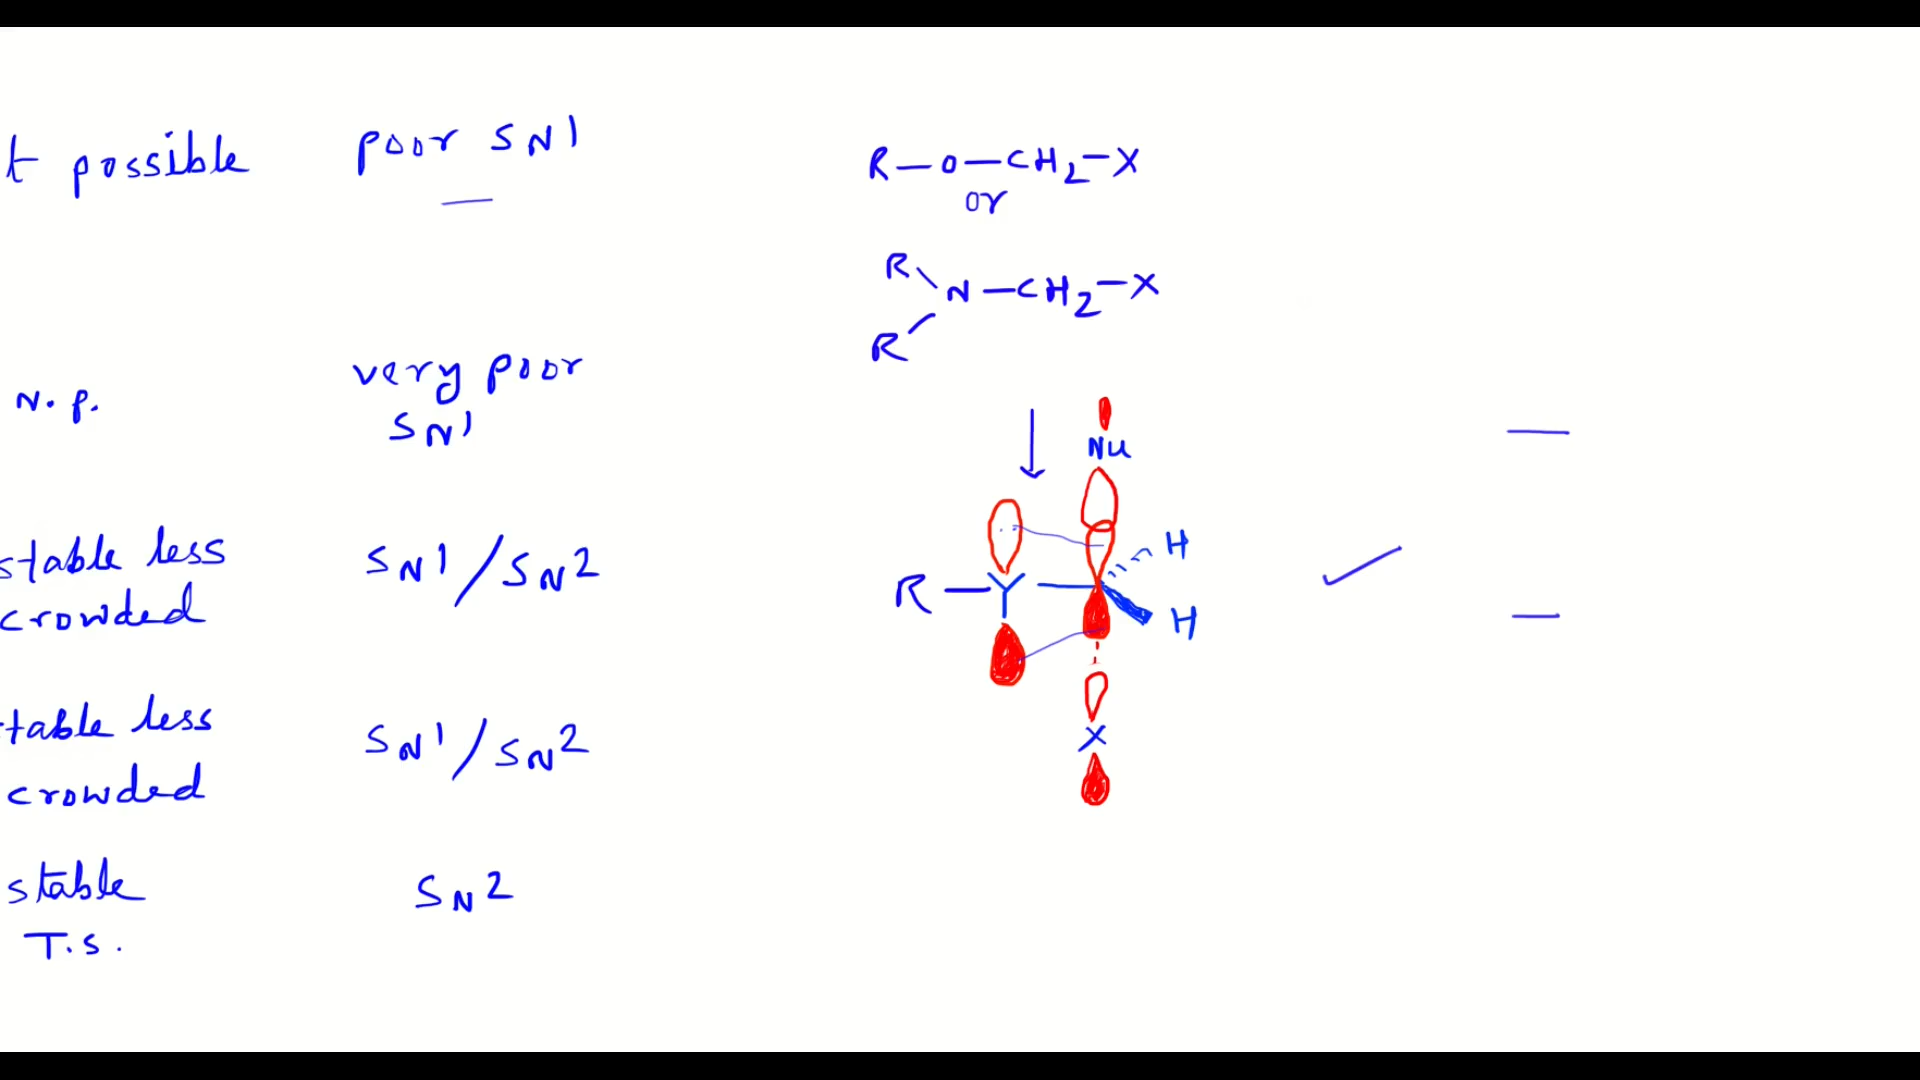 t possible
poor SN1
N.p.
very poor
SN1
stable less
crowded
SN1/SN2
table less
crowded
SN1/SN2
stable
T.S.
SN2
R-O-CH2-X
or
R
N-CH2-X
R
Nu
H
R-Y
H
X